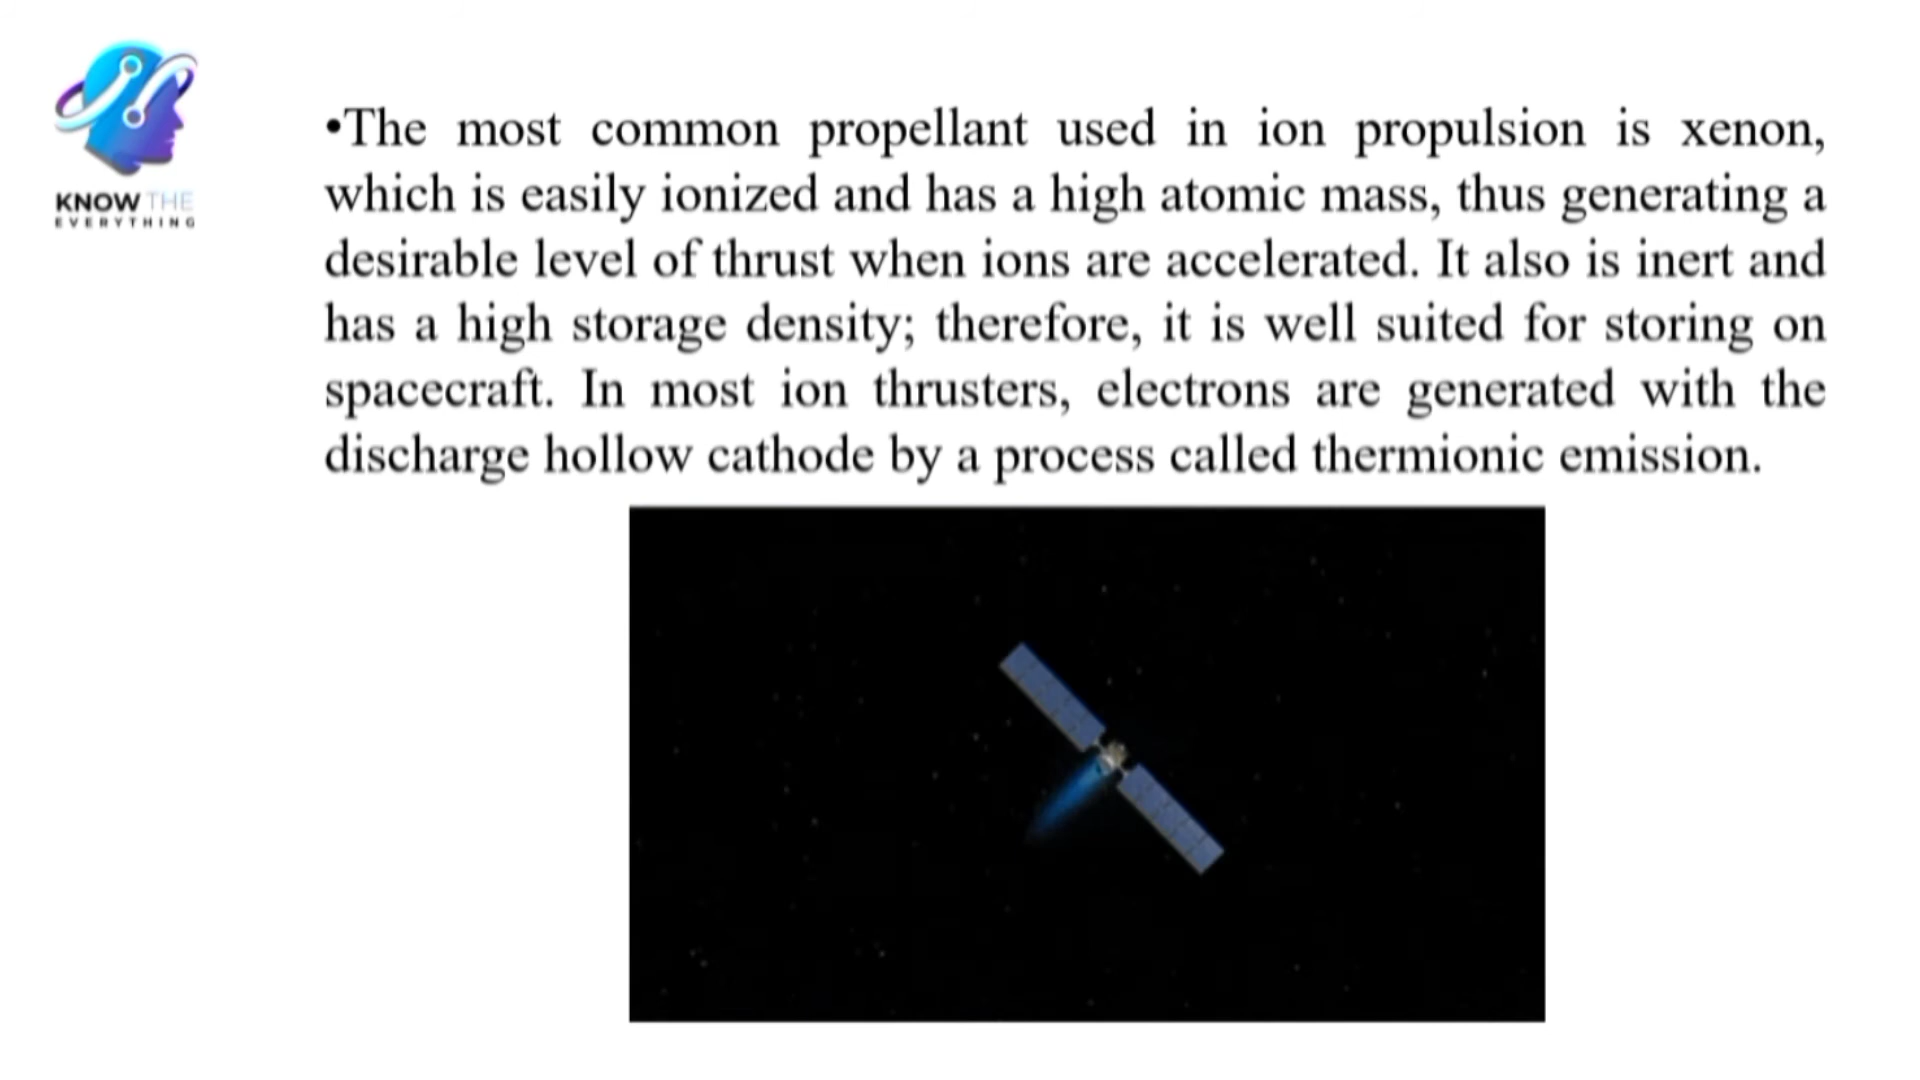 KNOW THE
EVERYTHING
•The most common propellant used in ion propulsion is xenon,
which is easily ionized and has a high atomic mass, thus generating a
desirable level of thrust when ions are accelerated. It also is inert and
has a high storage density; therefore, it is well suited for storing on
spacecraft. In most ion thrusters, electrons are generated with the
discharge hollow cathode by a process called thermionic emission.